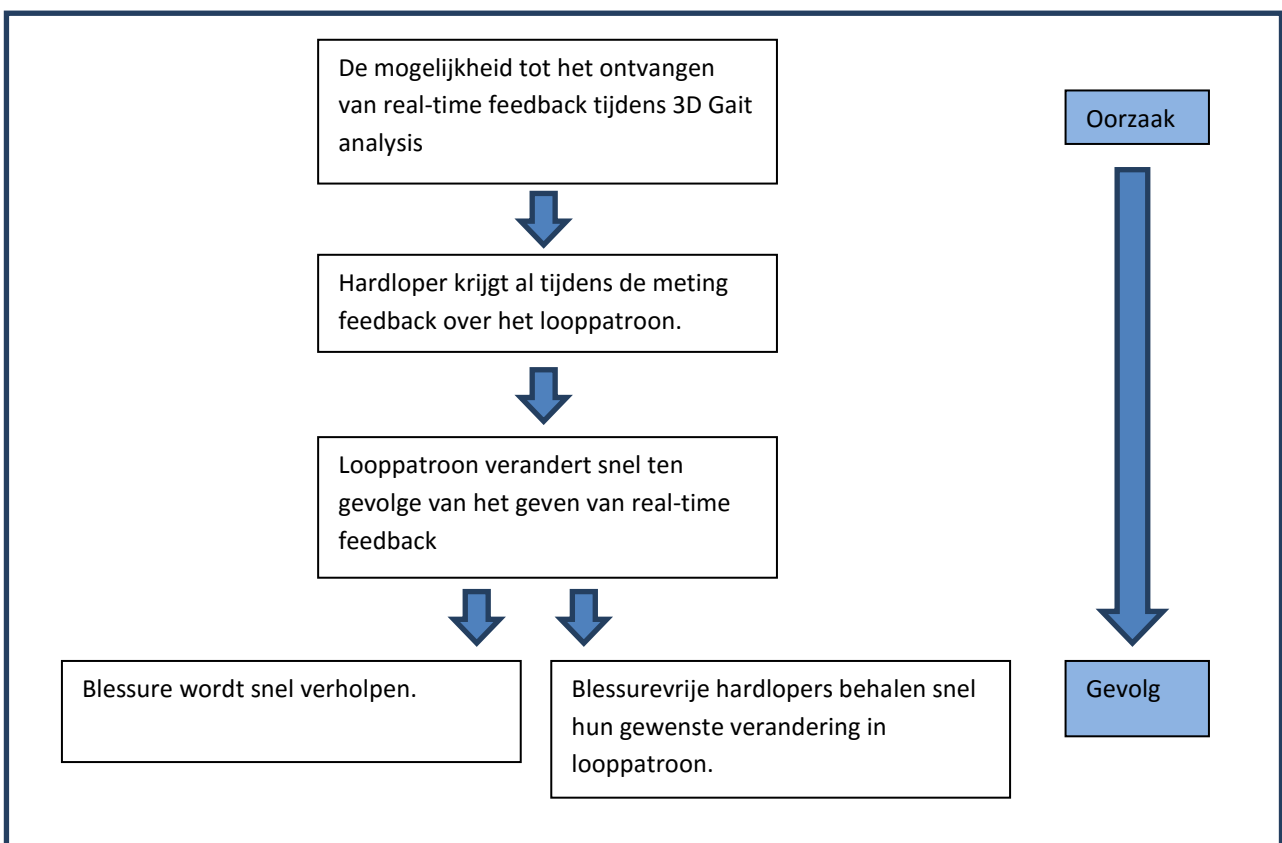 De mogelijkheid tot het ontvangen
van real-time feedback tijdens 3D Gait
analysis
Oorzaak
Hardloper krijgt al tijdens de meting
feedback over het looppatroon.
Looppatroon verandert snel ten
gevolge van het geven van real-time
feedback
Blessure wordt snel verholpen.
Blessurevrije hardlopers behalen snel
hun gewenste verandering in
looppatroon.
Gevolg